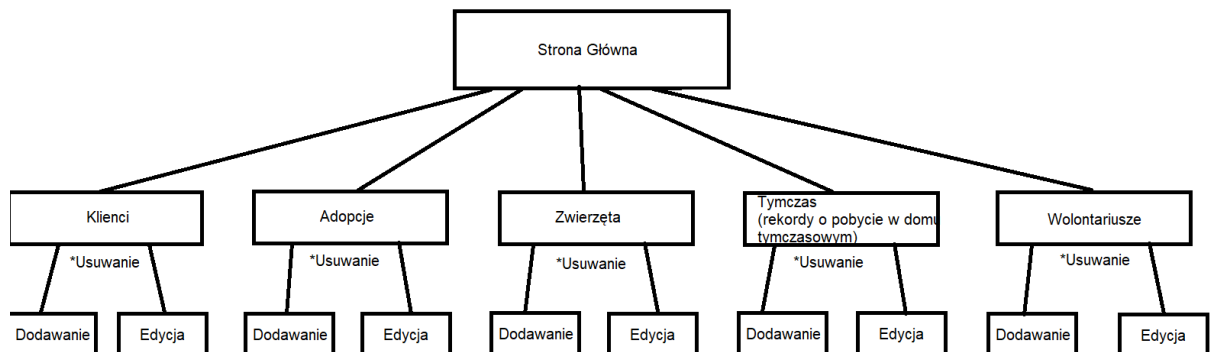 Strona Główna
Klienci
Adopcje
Zwierzęta
Tymczas
(rekordy o pobycie w domu
tymczasowym)
Wolontariusze
*Usuwanie
*Usuwanie
*Usuwanie
*Usuwanie
*Usuwanie
Dodawanie
Edycja
Dodawanie
Edycja
Dodawanie
Edycja
Dodawanie
Edycja
Dodawanie
Edycja